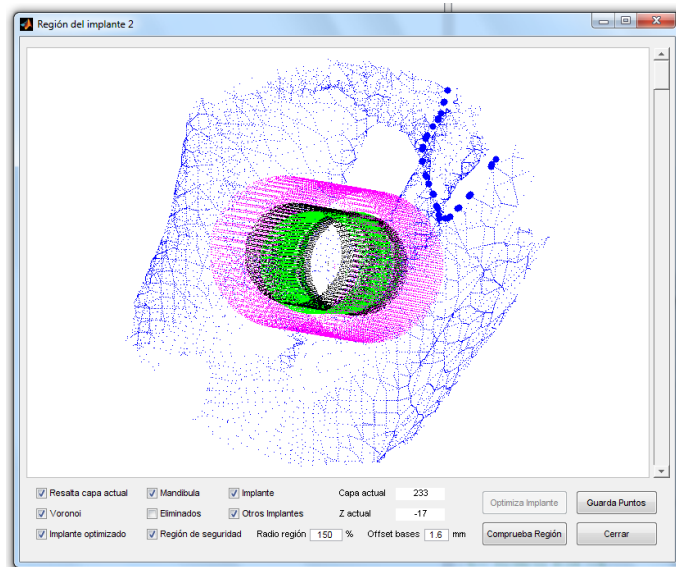 Región del implante 2
Resalta capa actual Mandibula Implante Capa actual 233 Optimiza Implante Guarda Puntos
Voronoi Eliminados Otros Implantes Z actual -17
Implante optimizado Región de seguridad Radio región 150 % Offset bases 1.6 mm Comprueba Región Cerrar